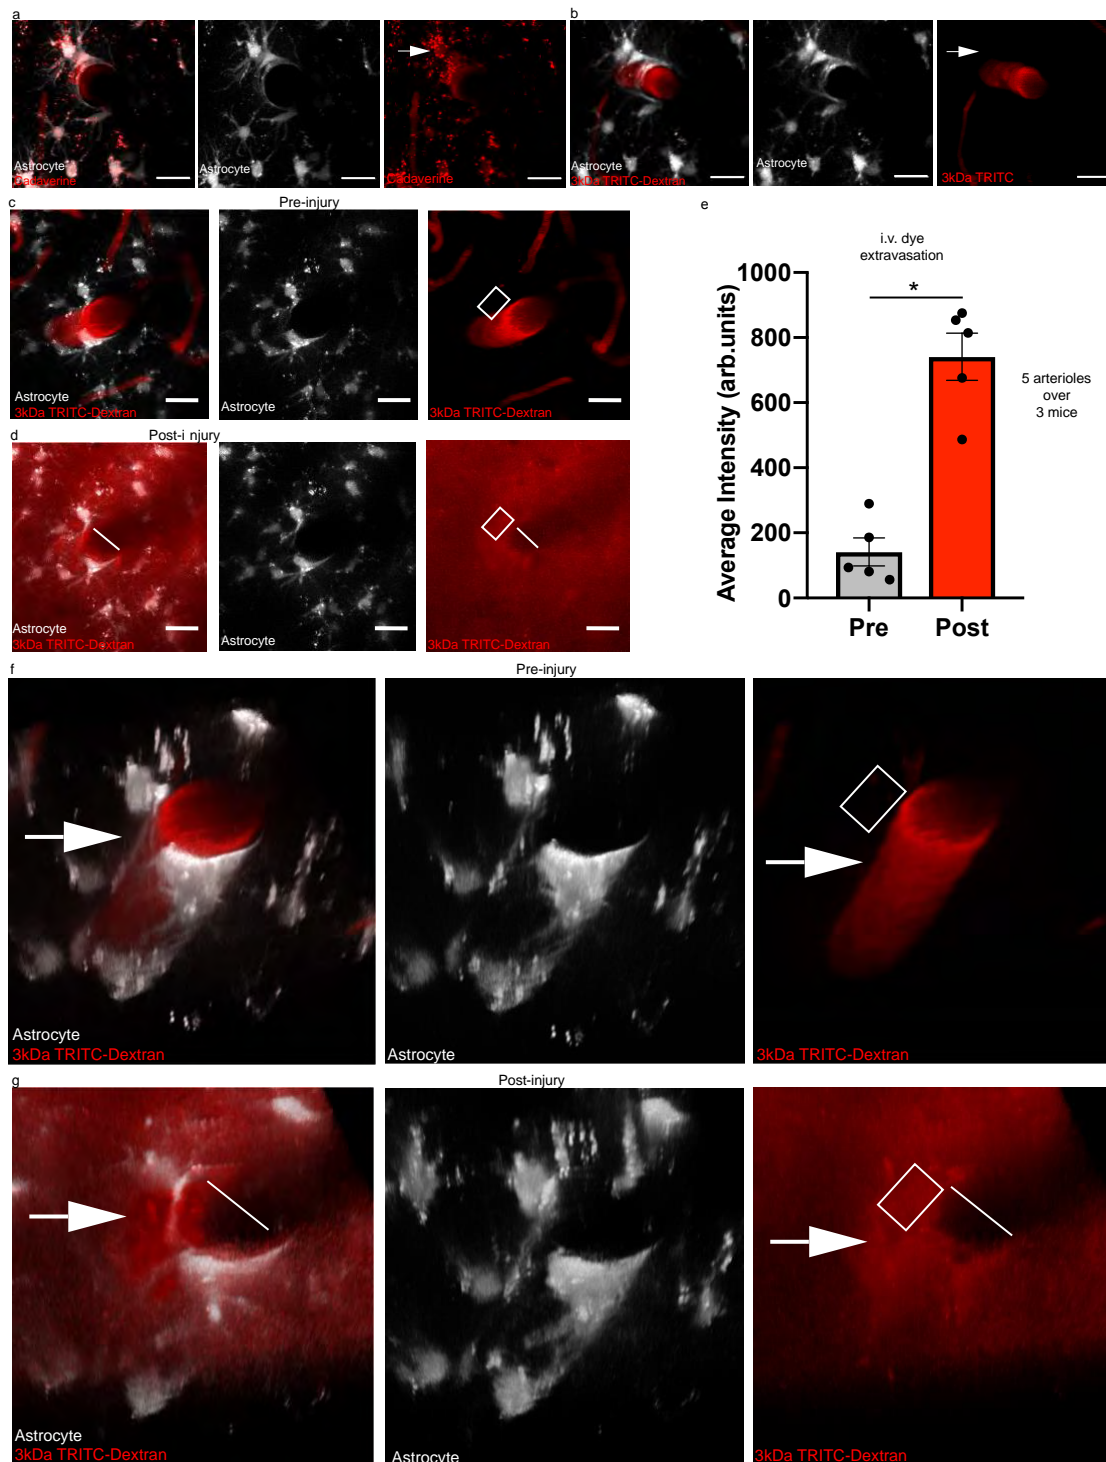 a
Astrocyte
Cadaverine
Astrocyte
Cadaverine
b
Astrocyte
3kDa TRITC-Dextran
Astrocyte
3kDa TRITC
c
Pre-injury
Astrocyte
3kDa TRITC-Dextran
Astrocyte
3kDa TRITC-Dextran
d
Post-i njury
Astrocyte
3kDa TRITC-Dextran
Astrocyte
3kDa TRITC-Dextran
e
i.v. dye
extravasation
Average Intensity (arb.units)
1000
800
600
400
200
0
*
Pre
Post
5 arterioles
over
3 mice
f
Pre-injury
Astrocyte
3kDa TRITC-Dextran
Astrocyte
3kDa TRITC-Dextran
g
Post-injury
Astrocyte
3kDa TRITC-Dextran
Astrocyte
3kDa TRITC-Dextran